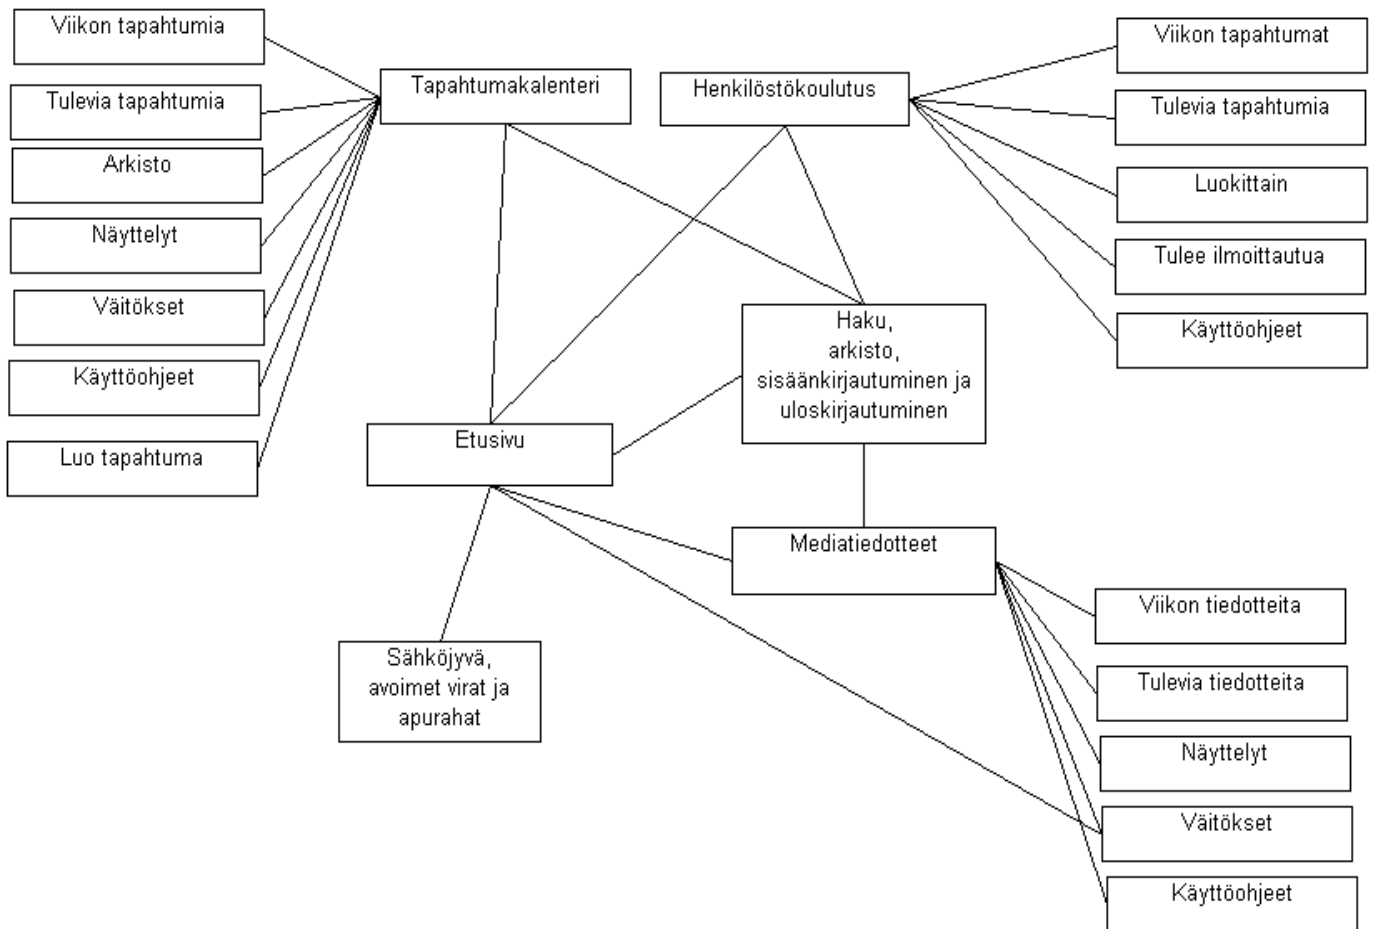 Viikon tapahtumia
Tulevia tapahtumia
Arkisto
Näyttelyt
Väitökset
Käyttöohjeet
Luo tapahtuma
Tapahtumakalenteri
Henkilöstökoulutus
Viikon tapahtumat
Tulevia tapahtumia
Luokittain
Tulee ilmoittautua
Käyttöohjeet
Haku,
arkisto,
sisäänkirjautuminen ja
uloskirjautuminen
Etusivu
Mediatiedotteet
Sähköjyvä,
avoimet virat ja
apurahat
Viikon tiedotteita
Tulevia tiedotteita
Näyttelyt
Väitökset
Käyttöohjeet